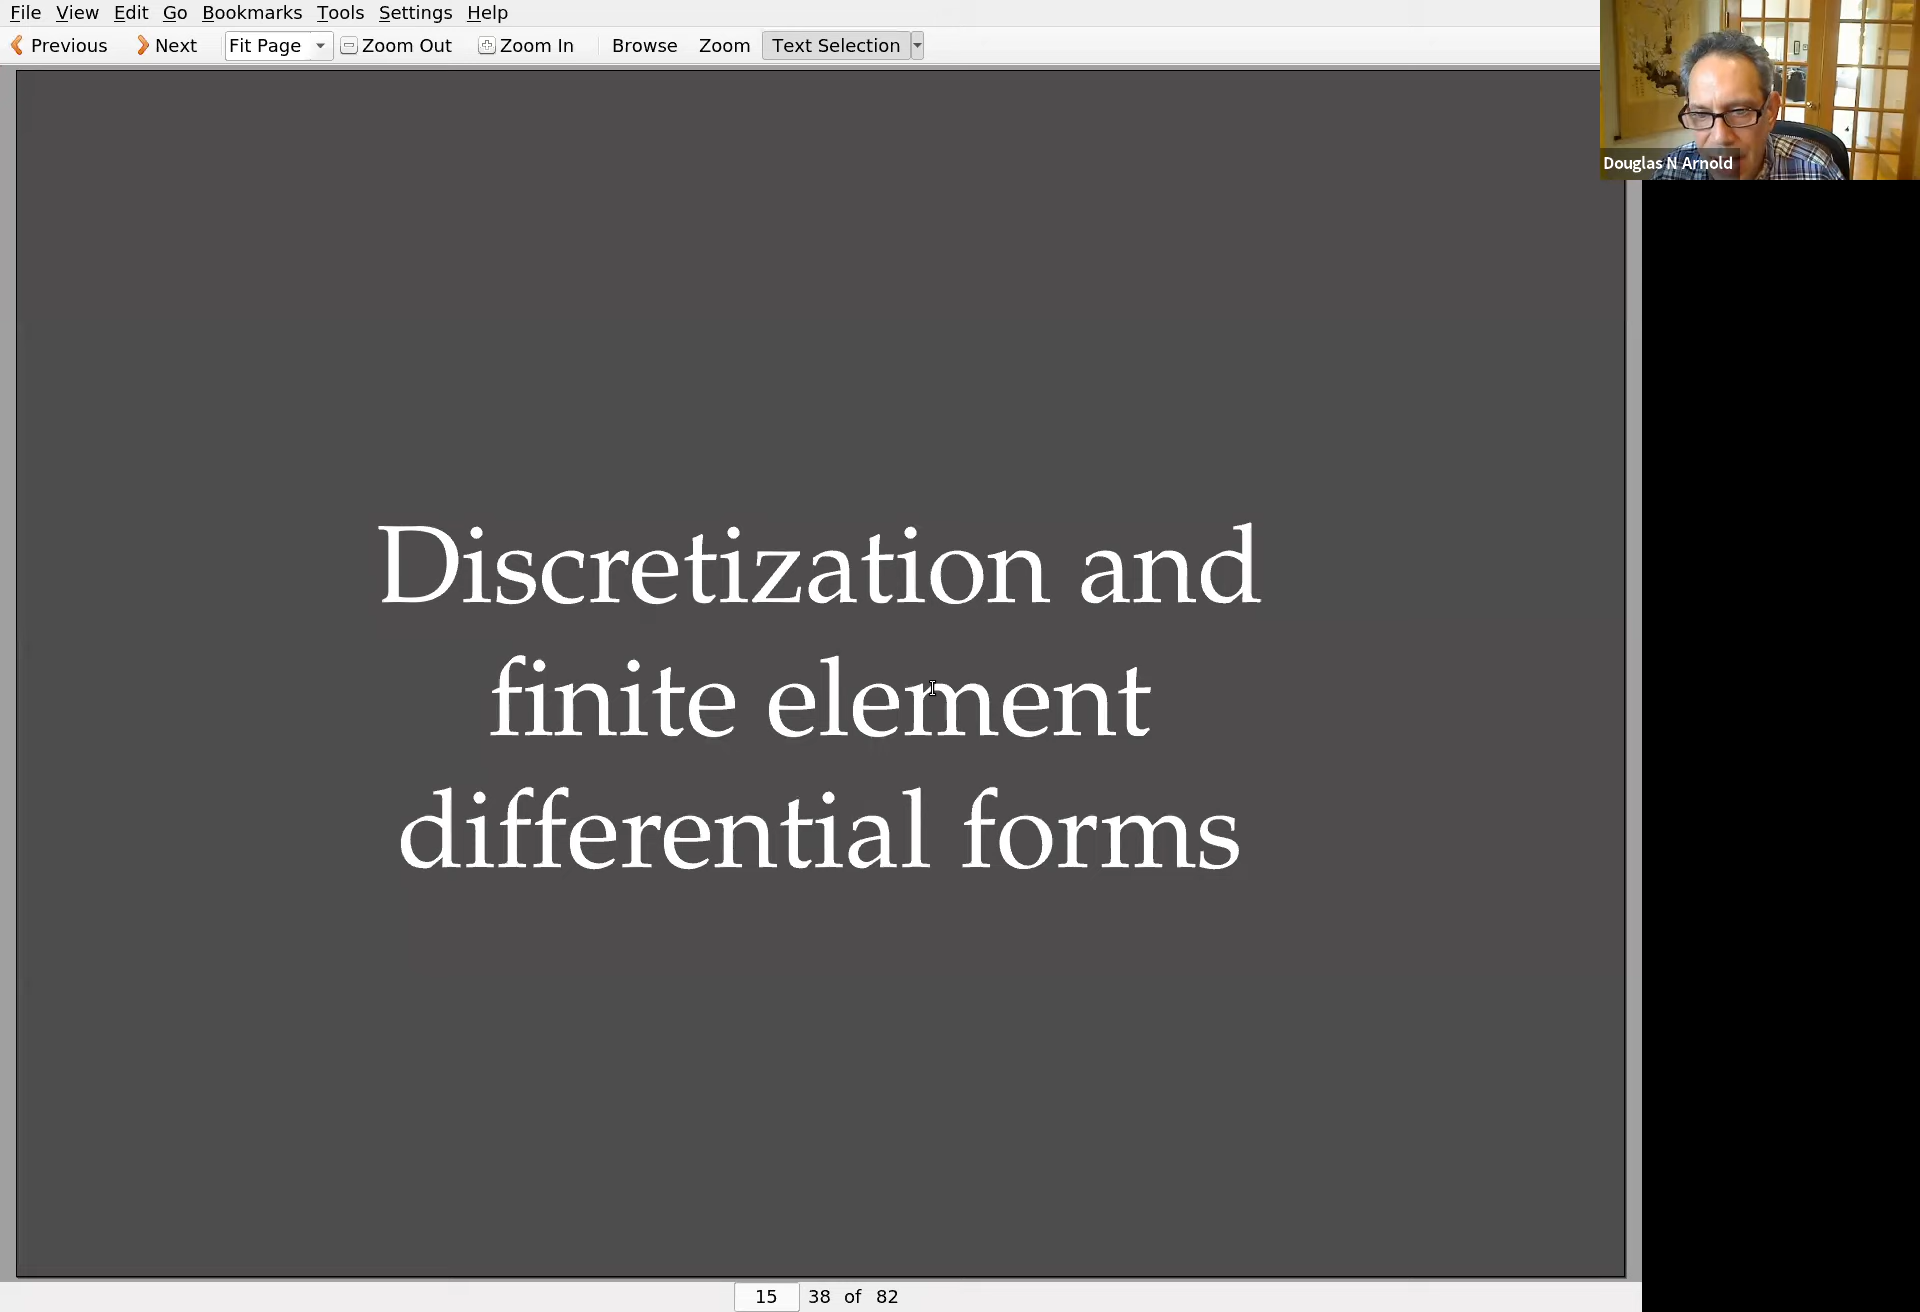 File View Edit Go Bookmarks Tools Settings Help
Previous Next Fit Page Zoom Out Zoom In Browse Zoom Text Selection
Douglas N Arnold
Discretization and
finite element
differential forms
15 38 of 82